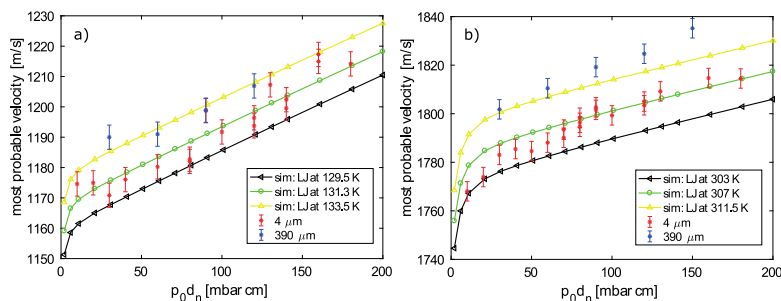 a)
most probable velocity [m/s]
1230
1220
1210
1200
1190
1180
1170
1160
1150
0
50
100
150
200
p0dn [mbar cm]
sim: LJat 129.5 K
sim: LJat 131.3 K
sim: LJat 133.5 K
4 μm
390 μm
b)
most probable velocity [m/s]
1840
1820
1800
1780
1760
1740
0
50
100
150
200
p0dn [mbar cm]
sim: LJat 303 K
sim: LJat 307 K
sim: LJat 311.5 K
4 μm
390 μm